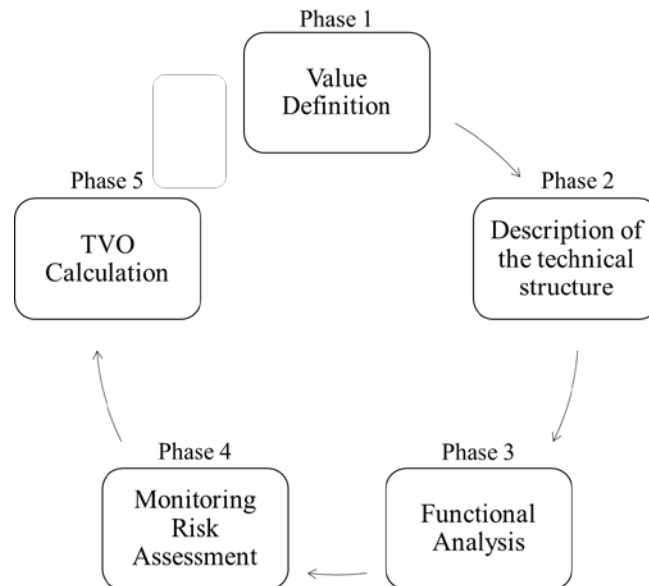 Phase 1
Value
Definition
Phase 2
Description of
the technical
structure
Phase 3
Functional
Analysis
Phase 4
Monitoring
Risk
Assessment
Phase 5
TVO
Calculation